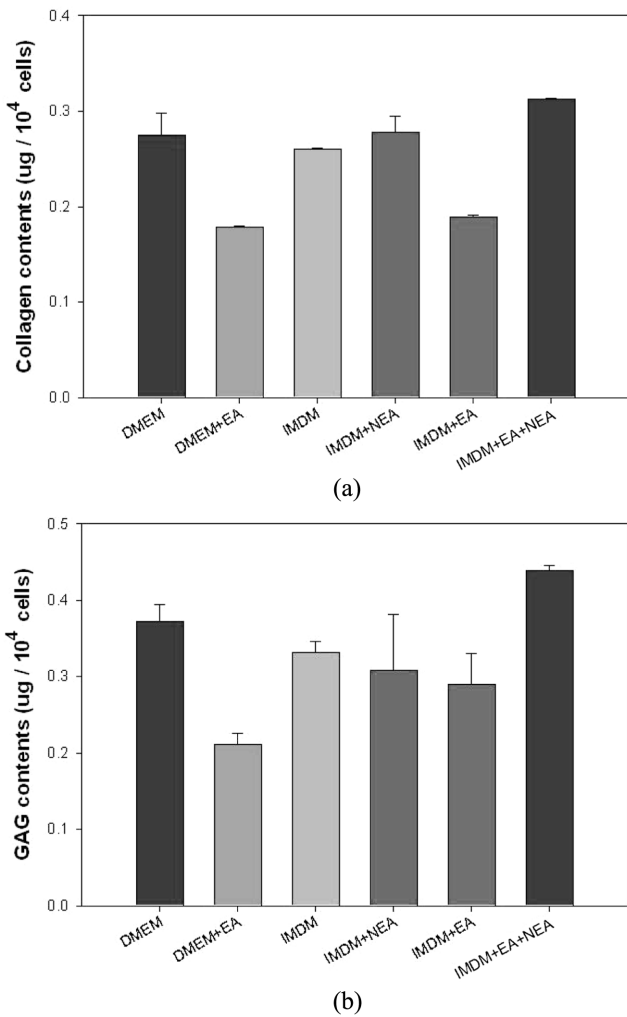 0.4
0.3
0.2
0.1
0.0
Collagen contents (ug / 10⁴ cells)
DMEM
DMEM+EA
IMDM
IMDM+NEA
IMDM+EA
IMDM+EA+NEA
(a)
0.5
0.4
0.3
0.2
0.1
0.0
GAG contents (ug / 10⁴ cells)
DMEM
DMEM+EA
IMDM
IMDM+NEA
IMDM+EA
IMDM+EA+NEA
(b)